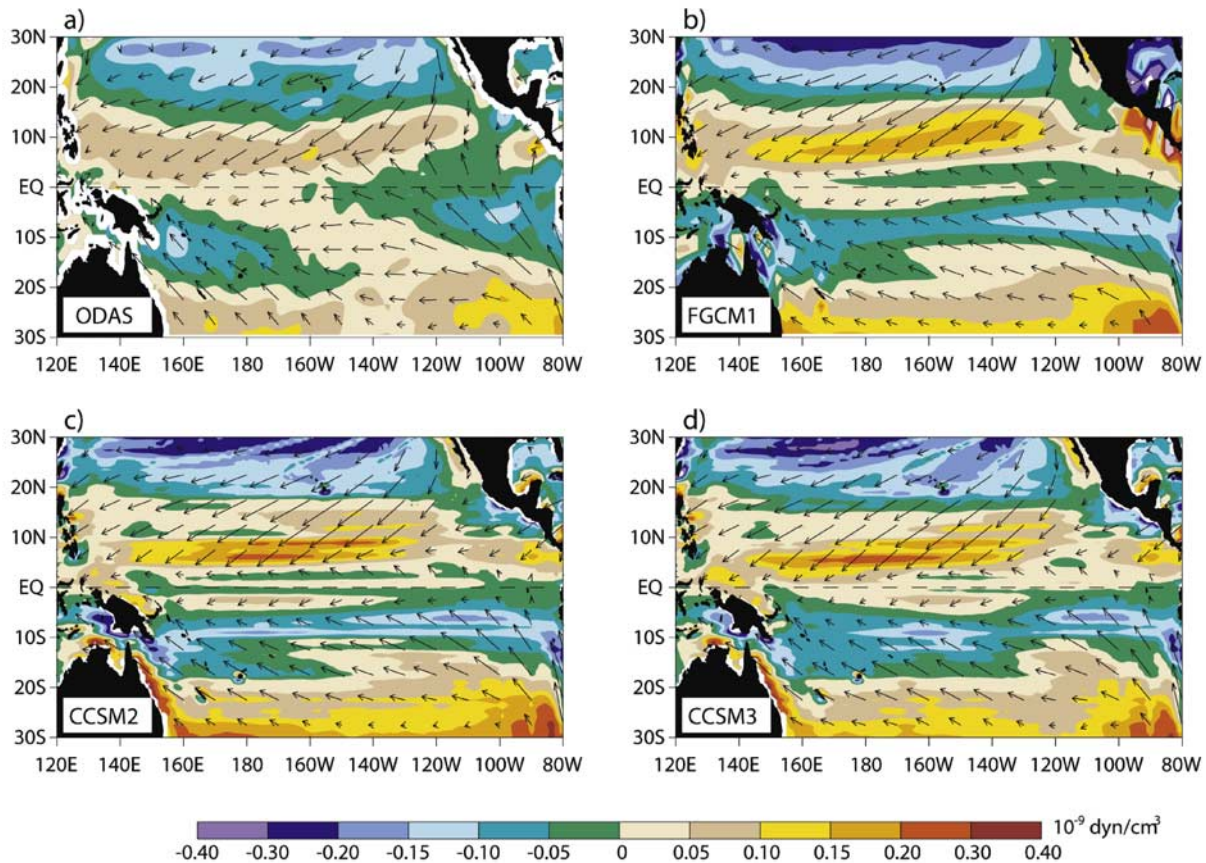 a)
30N
20N
10N
EQ
10S
20S
30S
ODAS
120E 140E 160E 180 160W 140W 120W 100W 80W
b)
30N
20N
10N
EQ
10S
20S
30S
FGCM1
120E 140E 160E 180 160W 140W 120W 100W 80W
c)
30N
20N
10N
EQ
10S
20S
30S
CCSM2
120E 140E 160E 180 160W 140W 120W 100W 80W
d)
30N
20N
10N
EQ
10S
20S
30S
CCSM3
120E 140E 160E 180 160W 140W 120W 100W 80W
10⁻⁹ dyn/cm³
-0.40 -0.30 -0.20 -0.15 -0.10 -0.05 0 0.05 0.10 0.15 0.20 0.30 0.40